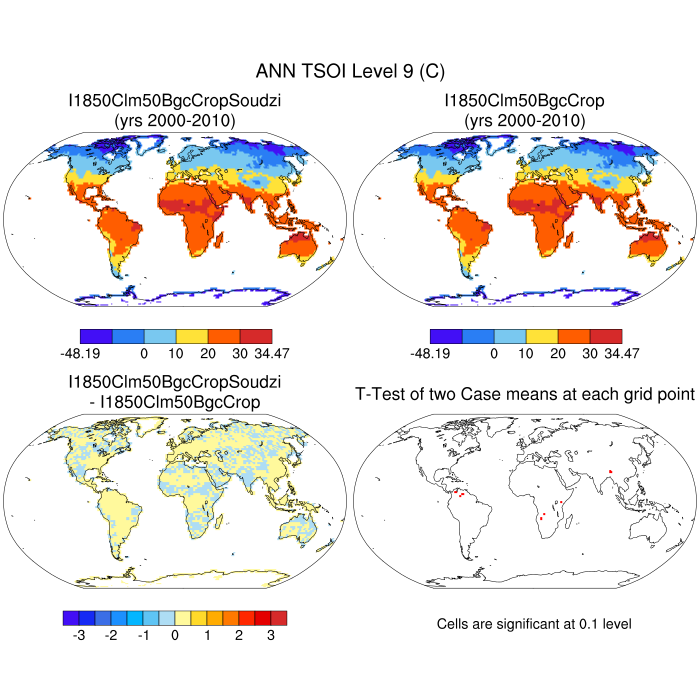 ANN TSOI Level 9 (C)
I1850Clm50BgcCropSoudzi
(yrs 2000-2010)
I1850Clm50BgcCrop
(yrs 2000-2010)
-48.19 0 10 20 30 34.47
-48.19 0 10 20 30 34.47
I1850Clm50BgcCropSoudzi
- I1850Clm50BgcCrop
T-Test of two Case means at each grid point
-3 -2 -1 0 1 2 3
Cells are significant at 0.1 level